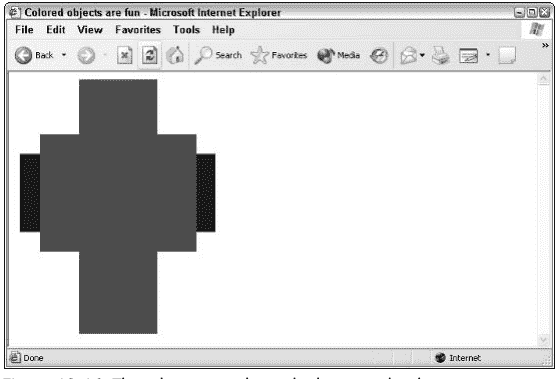 Colored objects are fun - Microsoft Internet Explorer
File Edit View Favorites Tools Help
Back Search Favorites Media
»
Done Internet